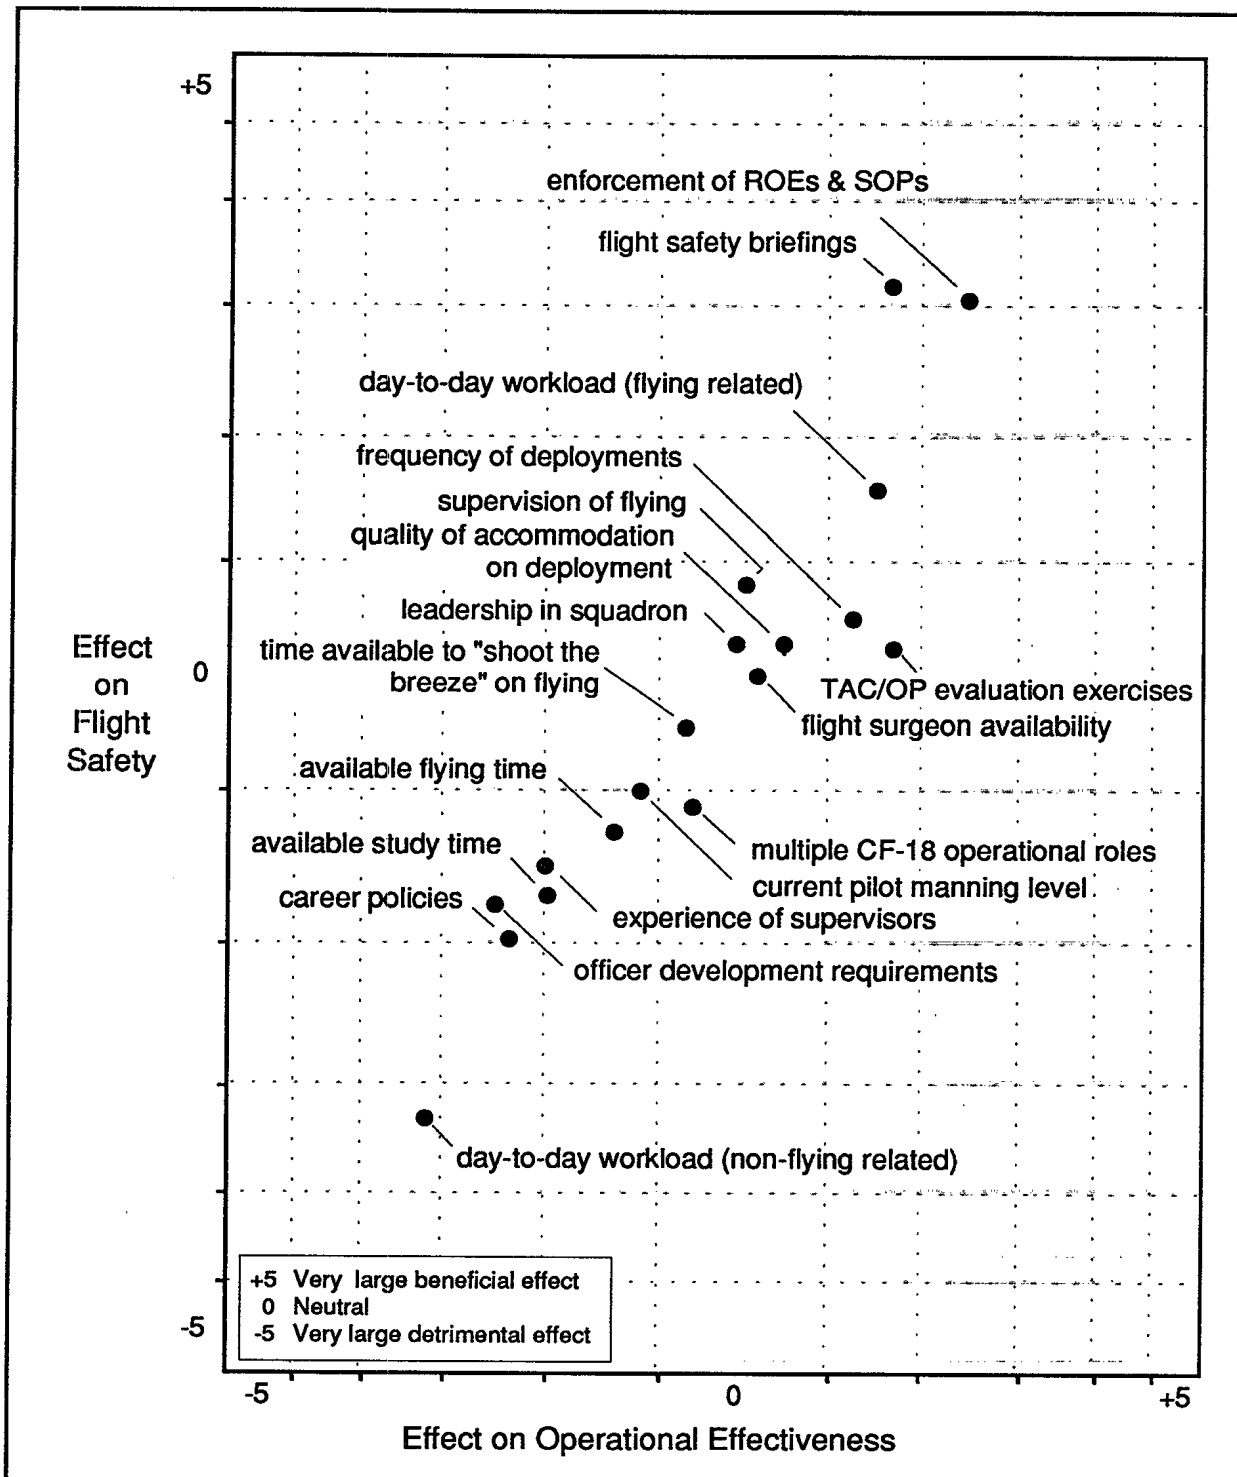 +5
enforcement of ROEs & SOPs
flight safety briefings
day-to-day workload (flying related)
frequency of deployments
supervision of flying
quality of accommodation
on deployment
leadership in squadron
time available to "shoot the
breeze" on flying
Effect
on
Flight
Safety
0
TAC/OP evaluation exercises
flight surgeon availability
available flying time
available study time
career policies
multiple CF-18 operational roles
current pilot manning level
experience of supervisors
officer development requirements
day-to-day workload (non-flying related)
+5 Very large beneficial effect
0 Neutral
-5 Very large detrimental effect
-5
-5
0
+5
Effect on Operational Effectiveness